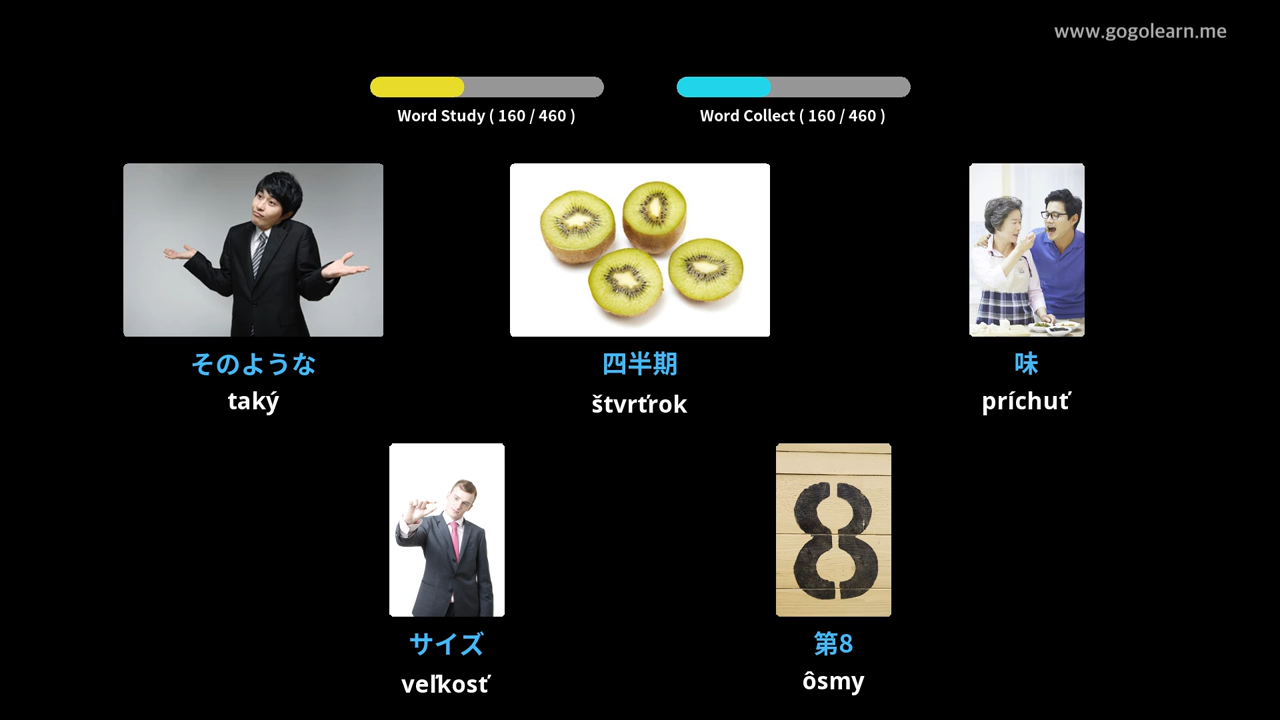 www.gogolearn.me
Word Study ( 160 / 460 )
Word Collect ( 160 / 460 )
そのような
taký
四半期
štvrťrok
味
príchuť
サイズ
veľkosť
第8
ôsmy
8